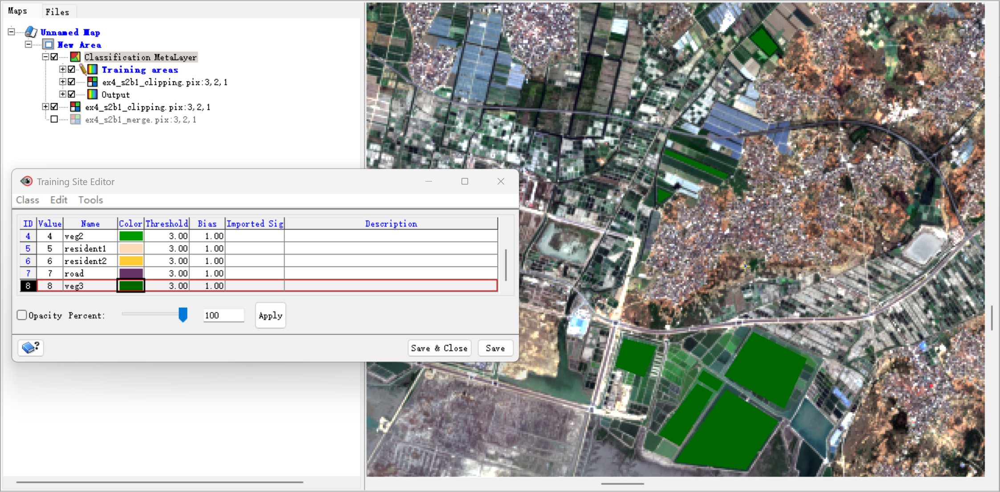 Maps Files
Unnamed Map
New Area
Classification MetaLayer
Training areas
ex4_s2b1_clipping.pix:3,2,1
Output
ex4_s2b1_clipping.pix:3,2,1
ex4_s2b1_merge.pix:3,2,1
Training Site Editor
Class Edit Tools
ID Value Name Color Threshold Bias Imported Sig Description
4 4 veg2 3.00 1.00
5 5 resident1 3.00 1.00
6 6 resident2 3.00 1.00
7 7 road 3.00 1.00
8 8 veg3 3.00 1.00
Opacity Percent: 100 Apply
? Save & Close Save